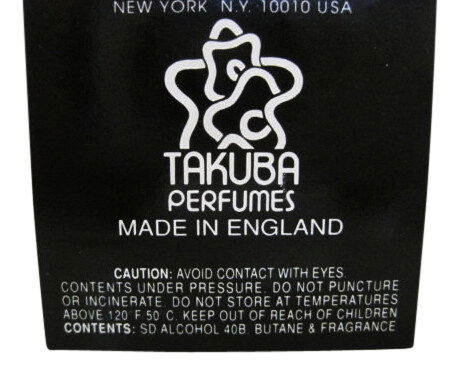 NEW YORK N.Y. 10010 USA
TAKUBA
PERFUMES
MADE IN ENGLAND
CAUTION: AVOID CONTACT WITH EYES.
CONTENTS UNDER PRESSURE. DO NOT PUNCTURE
OR INCINERATE. DO NOT STORE AT TEMPERATURES
ABOVE 120°F 50°C. KEEP OUT OF REACH OF CHILDREN
CONTENTS: SD ALCOHOL 40B. BUTANE & FRAGRANCE